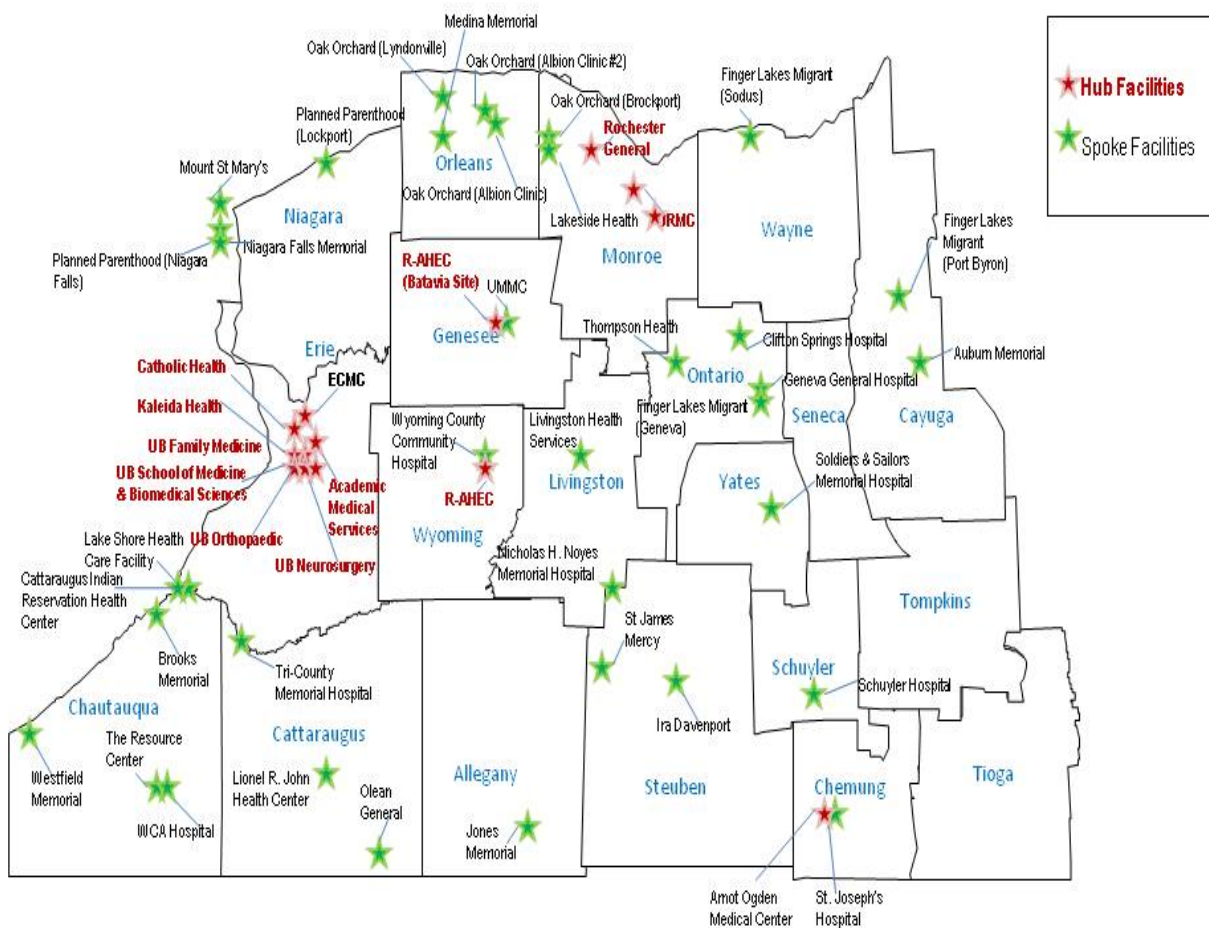 Medina Memorial
Oak Orchard (Lyndonville)
Oak Orchard (Albion Clinic #2)
Finger Lakes Migrant
(Sodus)
Hub Facilities
Spoke Facilities
Oak Orchard (Brockport)
Planned Parenthood
(Lockport)
Rochester
General
Mount St Mary's
Orleans
Oak Orchard (Albion Clinic)
Niagara
Lakeside Health
URMC
Wayne
Finger Lakes
Migrant
(Port Byron)
Niagara Falls Memorial
Planned Parenthood (Niagara
Falls)
Monroe
R-AHEC
(Batavia Site)
UMMC
Genesee
Thompson Health
Clifton Springs Hospital
Erie
Catholic Health
ECMC
Ontario
Auburn Memorial
Geneva General Hospital
Kaleida Health
Finger Lakes Migrant
(Geneva)
Seneca
Cayuga
Wyoming County
Community
Hospital
Livingston Health
Services
UB Family Medicine
Soldiers & Sailors
Memorial Hospital
UB School of Medicine
& Biomedical Sciences
Academic
Medical
Services
R-AHEC
Livingston
Yates
Wyoming
Lake Shore Health
Care Facility
UB Orthopaedic
UB Neurosurgery
Nicholas H. Noyes
Memorial Hospital
Cattaraugus Indian
Reservation Health
Center
Tompkins
St James
Mercy
Brooks
Memorial
Tri-County
Memorial Hospital
Schuyler
Schuyler Hospital
Chautauqua
Ira Davenport
Cattaraugus
The Resource
Center
Westfield
Memorial
Lionel R. John
Health Center
Allegany
Steuben
Chemung
Tioga
Olean
General
WCA Hospital
Jones
Memorial
Arnot Ogden
Medical Center
St. Joseph's
Hospital